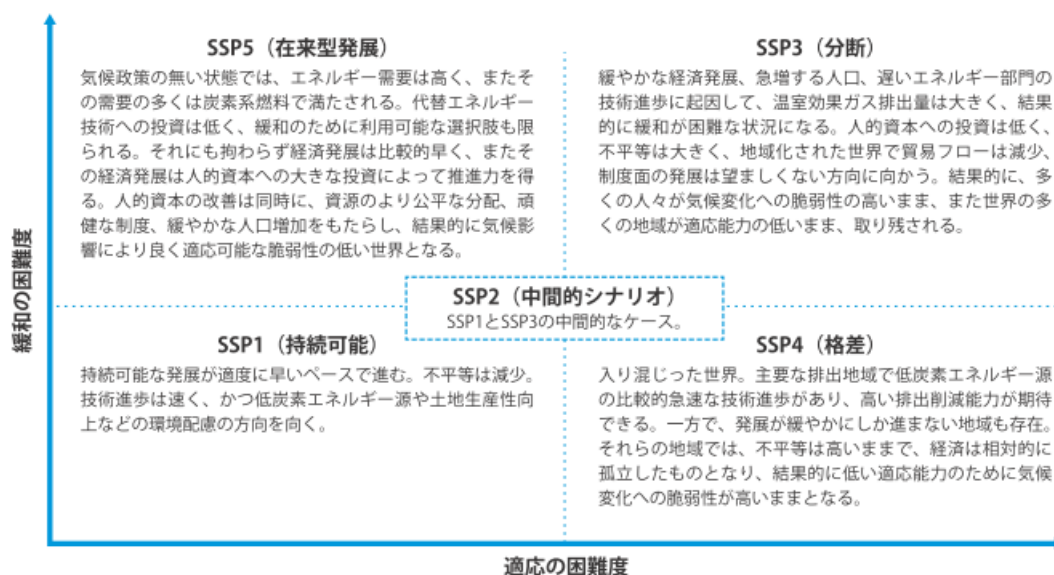 SSP5（在来型発展）
気候政策の無い状態では、エネルギー需要は高く、またそ
の需要の多くは炭素系燃料で満たされる。代替エネルギー
技術への投資は低く、緩和のために利用可能な選択肢も限
られる。それにも拘わらず経済発展は比較的早く、またそ
の経済発展は人的資本への大きな投資によって推進力を得
る。人的資本の改善は同時に、資源のより公平な分配、頑
健な制度、緩やかな人口増加をもたらし、結果的に気候影
響により良く適応可能な脆弱性の低い世界となる。
SSP3（分断）
緩やかな経済発展、急増する人口、遅いエネルギー部門の
技術進歩に起因して、温室効果ガス排出量は大きく、結果
的に緩和が困難な状況になる。人的資本への投資は低く、
不平等は大きく、地域化された世界で貿易フローは減少、
制度面の発展は望ましくない方向に向かう。結果的に、多
くの人々が気候変化への脆弱性の高いまま、また世界の多
くの地域が適応能力の低いまま、取り残される。
緩和の困難度
SSP2（中間的シナリオ）
SSP1とSSP3の中間的なケース。
SSP1（持続可能）
持続可能な発展が適度に早いペースで進む。不平等は減少。
技術進歩は速く、かつ低炭素エネルギー源や土地生産性向
上などの環境配慮の方向を向く。
SSP4（格差）
入り混じった世界。主要な排出地域で低炭素エネルギー源
の比較的急速な技術進歩があり、高い排出削減能力が期待
できる。一方で、発展が緩やかにしか進まない地域も存在。
それらの地域では、不平等は高いままで、経済は相対的に
孤立したものとなり、結果的に低い適応能力のために気候
変化への脆弱性が高いままとなる。
適応の困難度